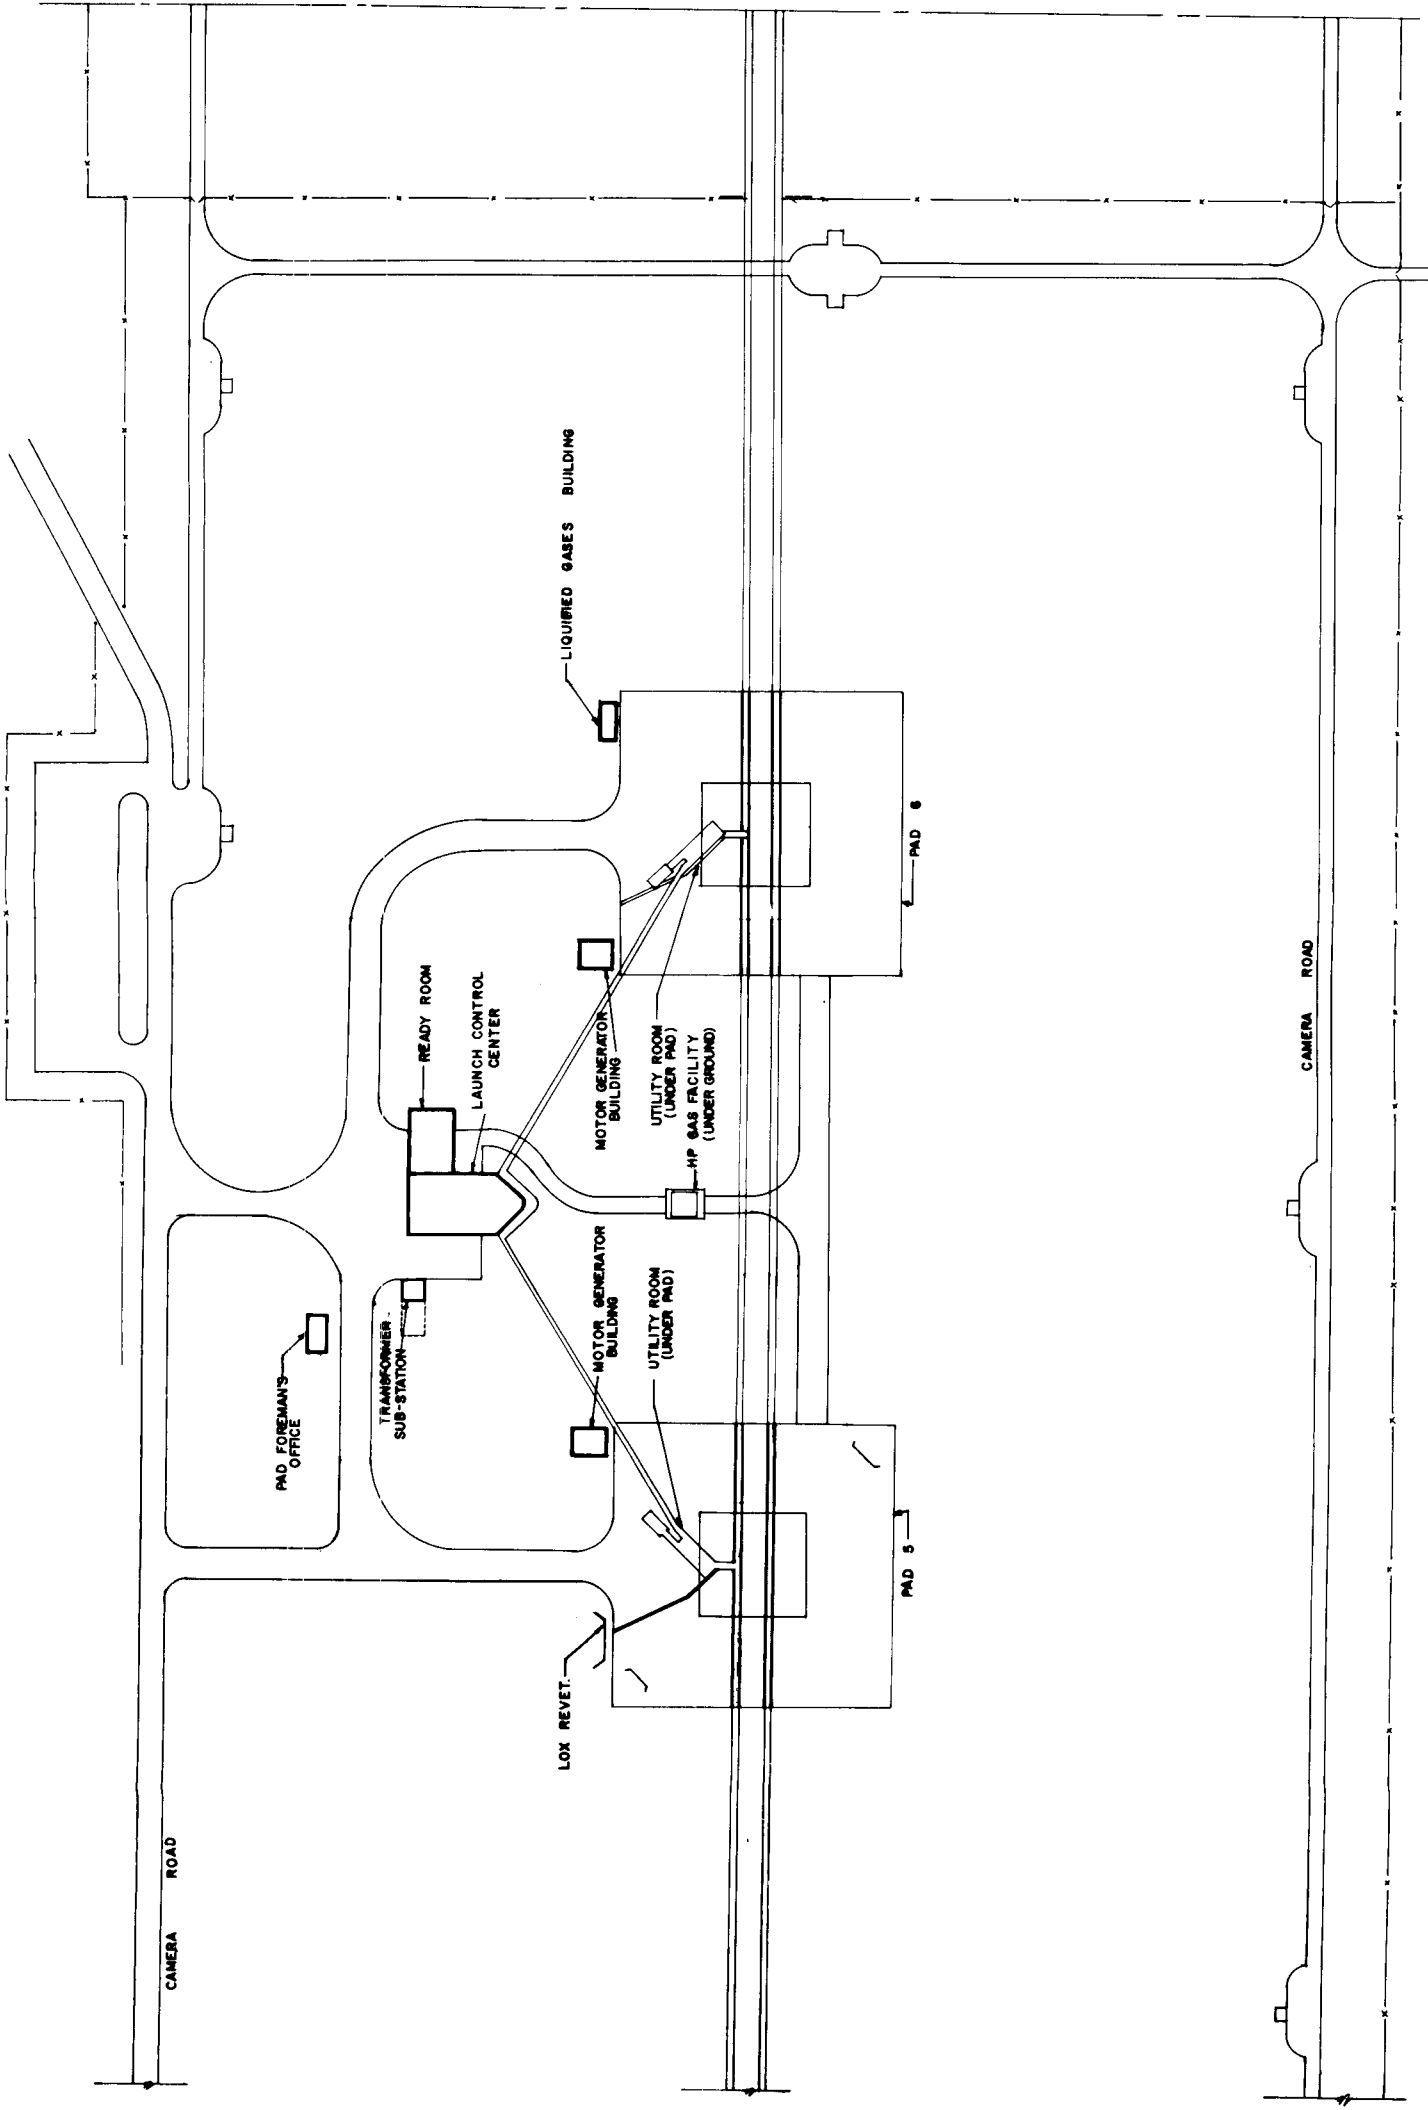 LIQUIFIED GASES BUILDING
READY ROOM
LAUNCH CONTROL
CENTER
MOTOR GENERATOR
BUILDING
UTILITY ROOM
(UNDER PAD)
HP GAS FACILITY
(UNDER GROUND)
PAD 6
CAMERA ROAD
PAD FOREMAN'S
OFFICE
TRANSFORMER
SUB-STATION
MOTOR GENERATOR
BUILDING
UTILITY ROOM
(UNDER PAD)
PAD 5
LOX REVET.
CAMERA ROAD